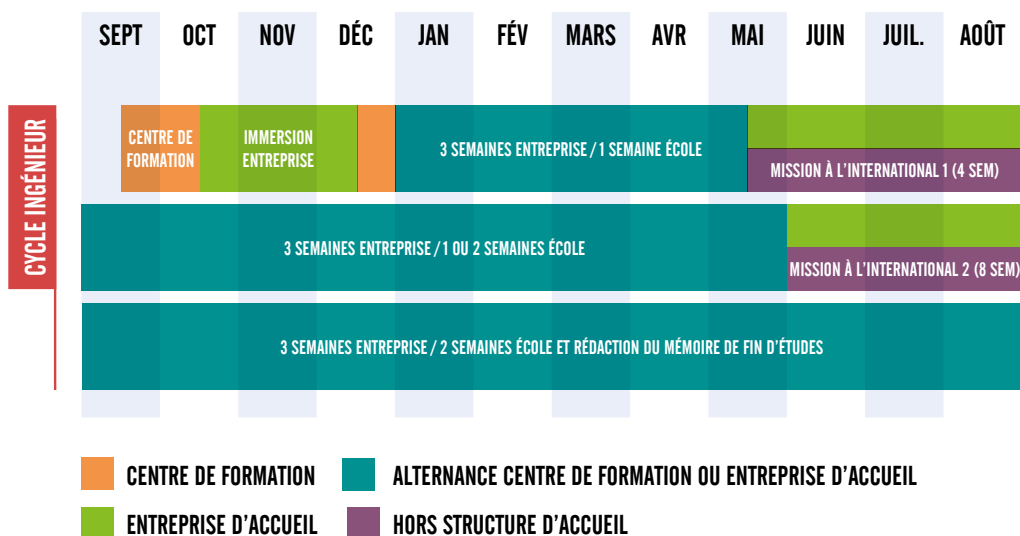 SEPT OCT NOV DÉC JAN FÉV MARS AVR MAI JUIN JUIL. AOÛT
CYCLE INGÉNIEUR
CENTRE DE
FORMATION
IMMERSION
ENTREPRISE
3 SEMAINES ENTREPRISE / 1 SEMAINE ÉCOLE
MISSION À L'INTERNATIONAL 1 (4 SEM)
3 SEMAINES ENTREPRISE / 1 OU 2 SEMAINES ÉCOLE
MISSION À L'INTERNATIONAL 2 (8 SEM)
3 SEMAINES ENTREPRISE / 2 SEMAINES ÉCOLE ET RÉDACTION DU MÉMOIRE DE FIN D'ÉTUDES
CENTRE DE FORMATION
ALTERNANCE CENTRE DE FORMATION OU ENTREPRISE D'ACCUEIL
ENTREPRISE D'ACCUEIL
HORS STRUCTURE D'ACCUEIL